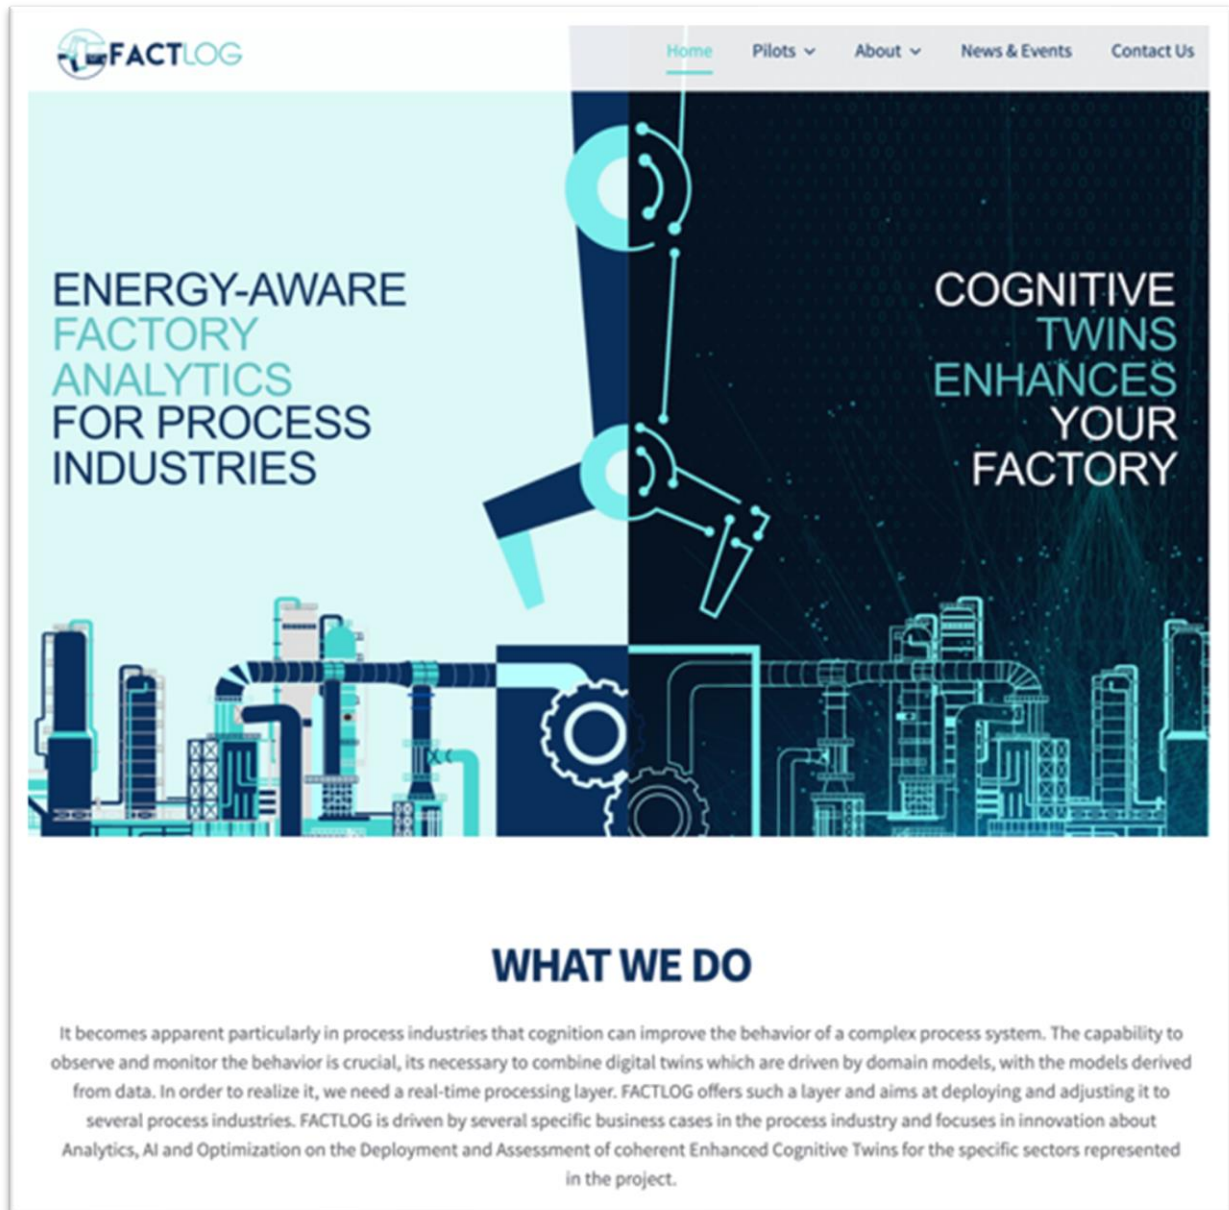 FACTLOG
Home Pilots About News & Events Contact Us
ENERGY-AWARE
FACTORY
ANALYTICS
FOR PROCESS
INDUSTRIES
COGNITIVE
TWINS
ENHANCES
YOUR
FACTORY
WHAT WE DO
It becomes apparent particularly in process industries that cognition can improve the behavior of a complex process system. The capability to
observe and monitor the behavior is crucial, its necessary to combine digital twins which are driven by domain models, with the models derived
from data. In order to realize it, we need a real-time processing layer. FACTLOG offers such a layer and aims at deploying and adjusting it to
several process industries. FACTLOG is driven by several specific business cases in the process industry and focuses in innovation about
Analytics, AI and Optimization on the Deployment and Assessment of coherent Enhanced Cognitive Twins for the specific sectors represented
in the project.